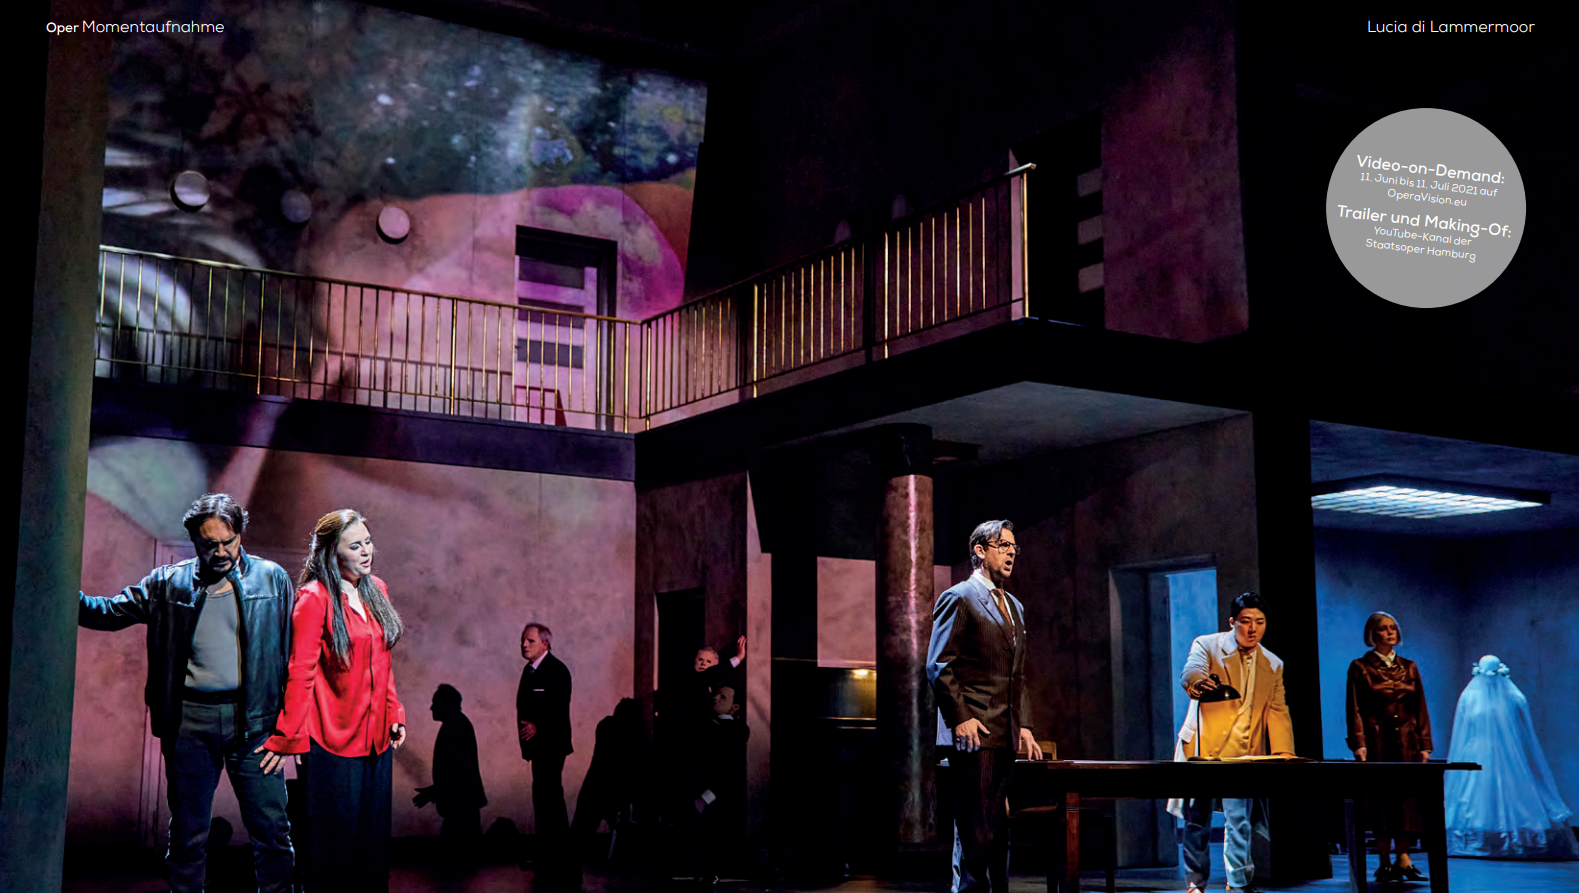 Oper Momentaufnahme
Lucia di Lammermoor
Video-on-Demand:
11. Juni bis 11. Juli 2021 auf
OperaVision.eu
Trailer und Making-Of:
YouTube-Kanal der
Staatsoper Hamburg